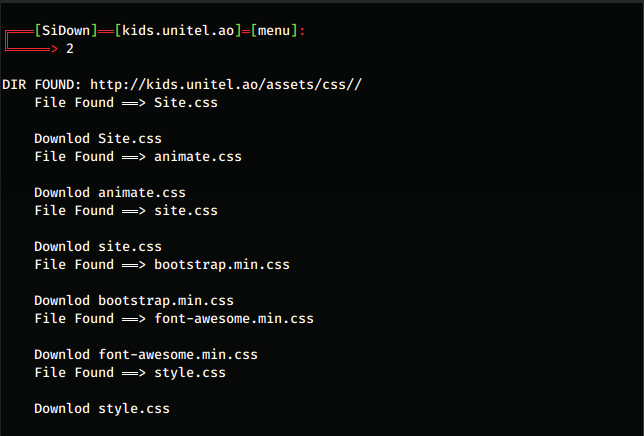 ╔═══[SiDown]══[kids.unitel.ao]═[menu]:
╚═════> 2
DIR FOUND: http://kids.unitel.ao/assets/css//
File Found ══> Site.css
Downlod Site.css
File Found ══> animate.css
Downlod animate.css
File Found ══> site.css
Downlod site.css
File Found ══> bootstrap.min.css
Downlod bootstrap.min.css
File Found ══> font-awesome.min.css
Downlod font-awesome.min.css
File Found ══> style.css
Downlod style.css